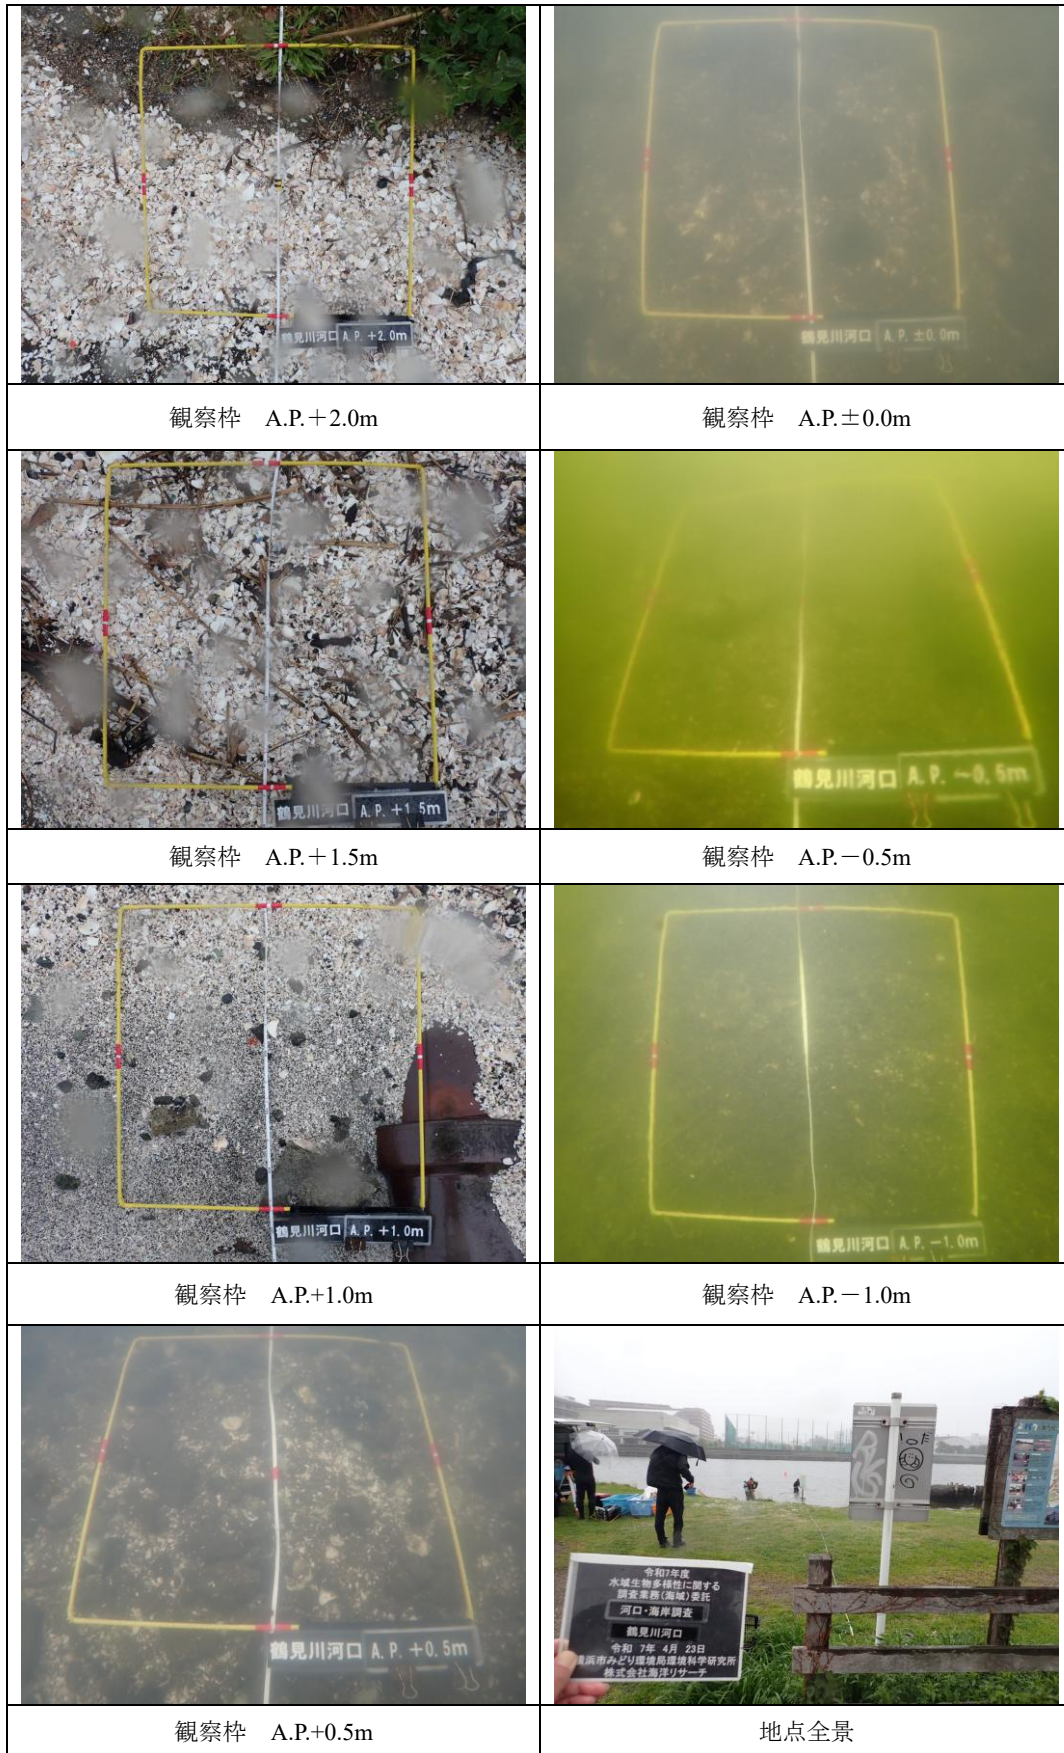 鶴見川河口 A.P.+2.0m
観察枠 A.P.＋2.0m
鶴見川河口 A.P.±0.0m
観察枠 A.P.±0.0m
鶴見川河口 A.P.+1.5m
観察枠 A.P.＋1.5m
鶴見川河口 A.P.-0.5m
観察枠 A.P.－0.5m
鶴見川河口 A.P.+1.0m
観察枠 A.P.+1.0m
鶴見川河口 A.P.-1.0m
観察枠 A.P.－1.0m
鶴見川河口 A.P.+0.5m
観察枠 A.P.+0.5m
令和7年度
水域生物多様性に関する
調査業務(海域)委託
河口・海岸調査
鶴見川河口
令和 7年 4月 23日
横浜市みどり環境局環境科学研究所
株式会社海洋リサーチ
地点全景